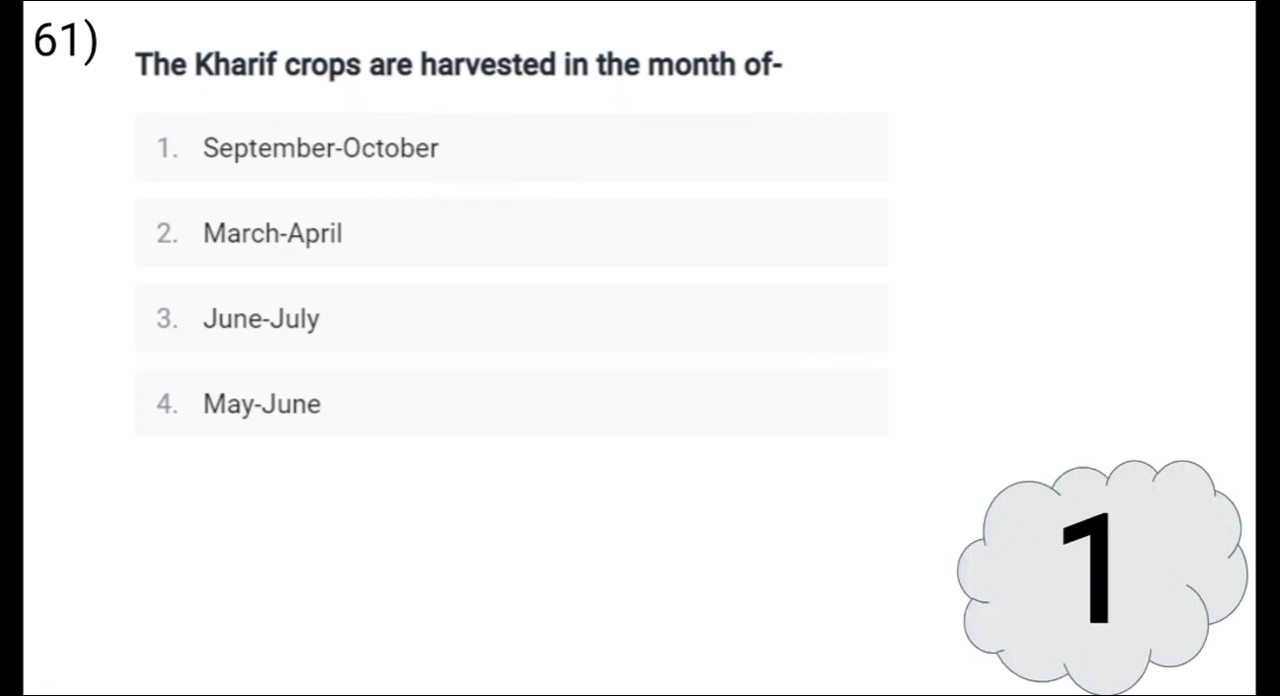 61)
The Kharif crops are harvested in the month of-
1. September-October
2. March-April
3. June-July
4. May-June
1